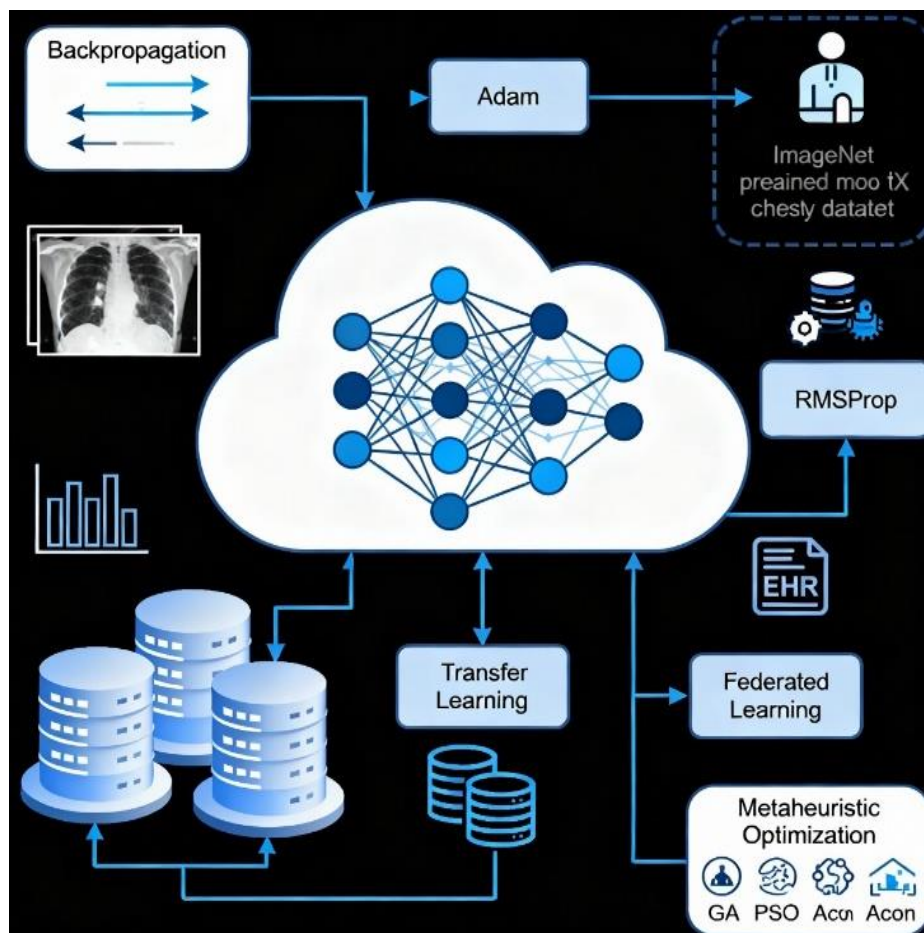 Backpropagation
Adam
ImageNet
preained moo tX
chesty datatet
RMSProp
EHR
Transfer
Learning
Federated
Learning
Metaheuristic
Optimization
GA PSO Acon Acon